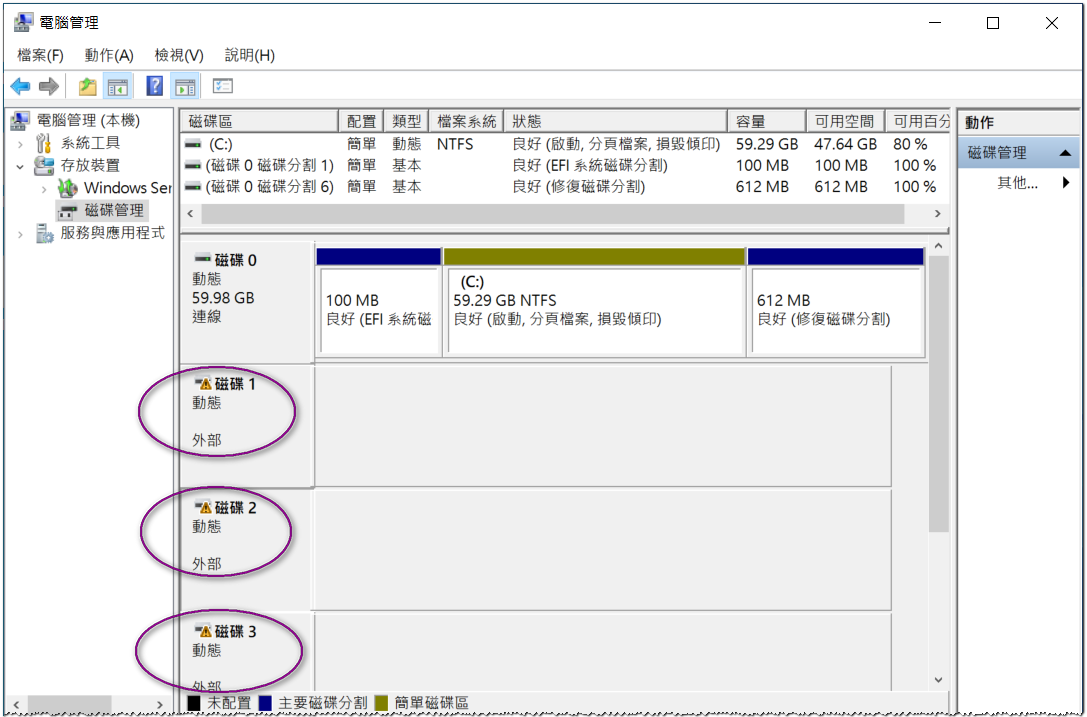 電腦管理
檔案(F) 動作(A) 檢視(V) 說明(H)
電腦管理 (本機)
系統工具
存放裝置
Windows Ser
磁碟管理
服務與應用程式
磁碟區 配置 類型 檔案系統 狀態 容量 可用空間 可用百分
(C:) 簡單 動態 NTFS 良好 (啟動, 分頁檔案, 損毀傾印) 59.29 GB 47.64 GB 80 %
(磁碟 0 磁碟分割 1) 簡單 基本 良好 (EFI 系統磁碟分割) 100 MB 100 MB 100 %
(磁碟 0 磁碟分割 6) 簡單 基本 良好 (修復磁碟分割) 612 MB 612 MB 100 %
磁碟 0
動態
59.98 GB
連線
100 MB
良好 (EFI 系統磁
(C:)
59.29 GB NTFS
良好 (啟動, 分頁檔案, 損毀傾印)
612 MB
良好 (修復磁碟分割)
磁碟 1
動態
外部
磁碟 2
動態
外部
磁碟 3
動態
外部
未配置 主要磁碟分割 簡單磁碟區
動作
磁碟管理
其他...